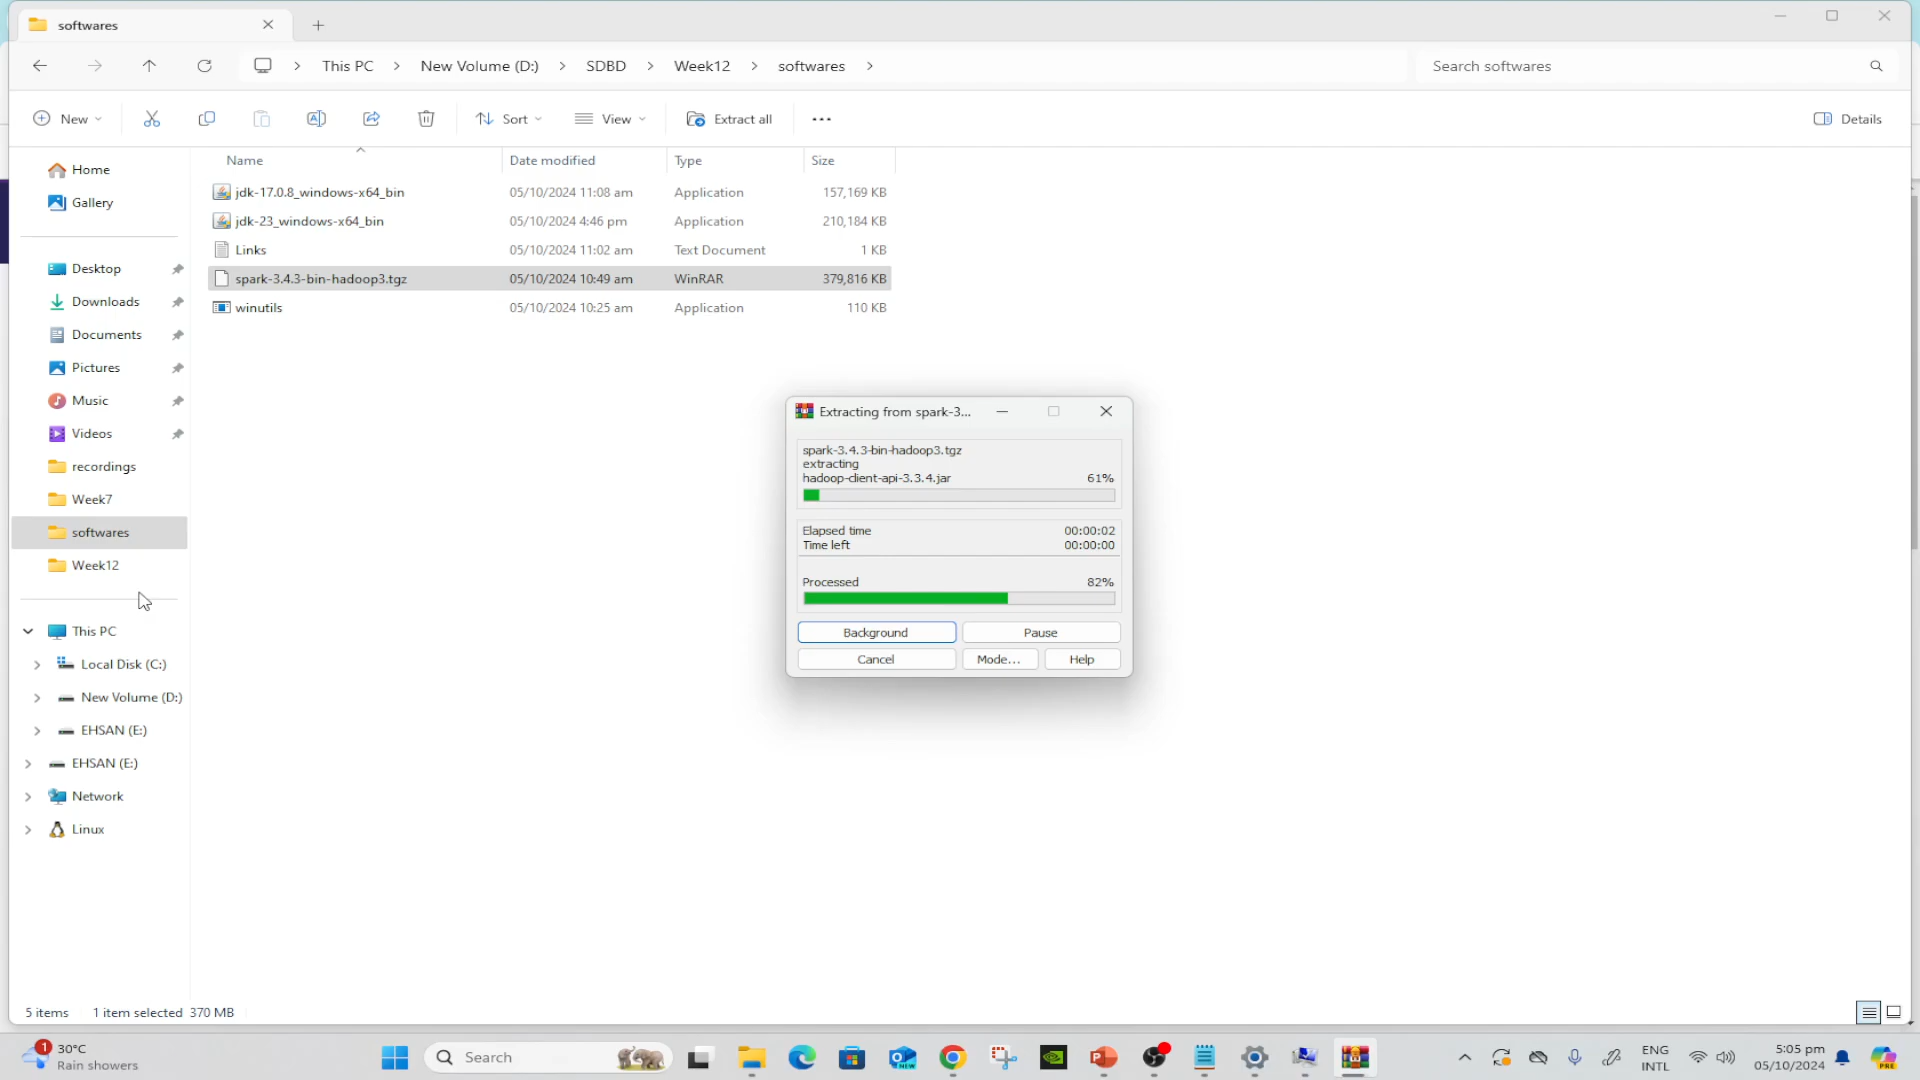 softwares
This PC
New Volume (D:)
SDBD
Week12
softwares
Search softwares
New
Sort
View
Extract all
Details
Name
Date modified
Type
Size
jdk-17.0.8_windows-x64_bin
05/10/2024 11:08 am
Application
157,169 KB
jdk-23_windows-x64_bin
05/10/2024 4:46 pm
Application
210,184 KB
Links
05/10/2024 11:02 am
Text Document
1 KB
spark-3.4.3-bin-hadoop3.tgz
05/10/2024 10:49 am
WinRAR
379,816 KB
winutils
05/10/2024 10:25 am
Application
110 KB
Home
Gallery
Desktop
Downloads
Documents
Pictures
Music
Videos
recordings
Week7
softwares
Week12
This PC
Local Disk (C:)
New Volume (D:)
EHSAN (E:)
EHSAN (E:)
Network
Linux
Extracting from spark-3...
spark-3.4.3-bin-hadoop3.tgz
extracting
hadoop-client-api-3.3.4.jar
61%
Elapsed time
00:00:02
Time left
00:00:00
Processed
82%
Background
Pause
Cancel
Mode...
Help
5 items
1 item selected 370 MB
1
30°C
Rain showers
Search
NEW
ENG
INTL
5:05 pm
05/10/2024
PRE